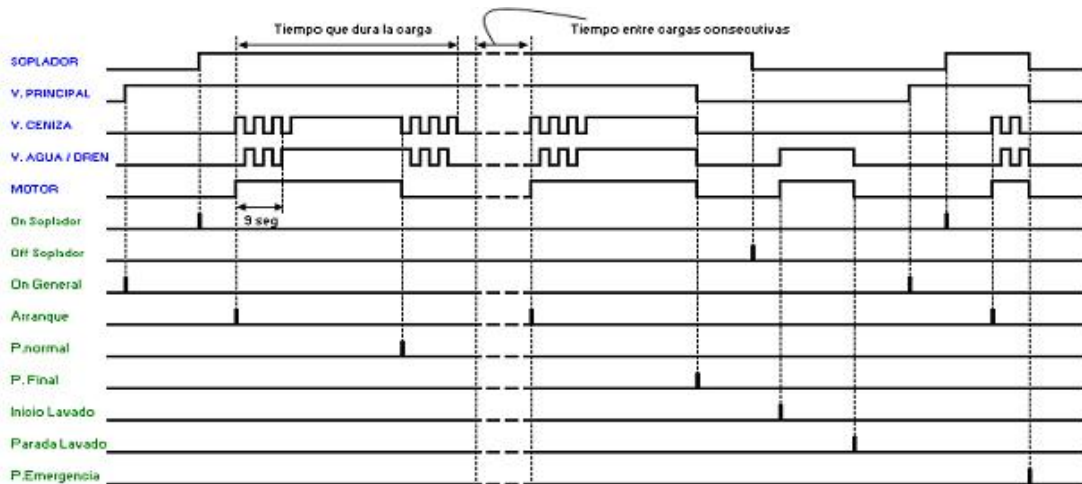 Tiempo que dura la carga
Tiempo entre cargas consecutivas
SOPLADOR
V. PRINCIPAL
V. CENIZA
V. AGUA / DREN
MOTOR
9 seg
On Soplador
Off Soplador
On General
Arranque
P.normal
P. Final
Inicio Lavado
Parada Lavado
P.Emergencia